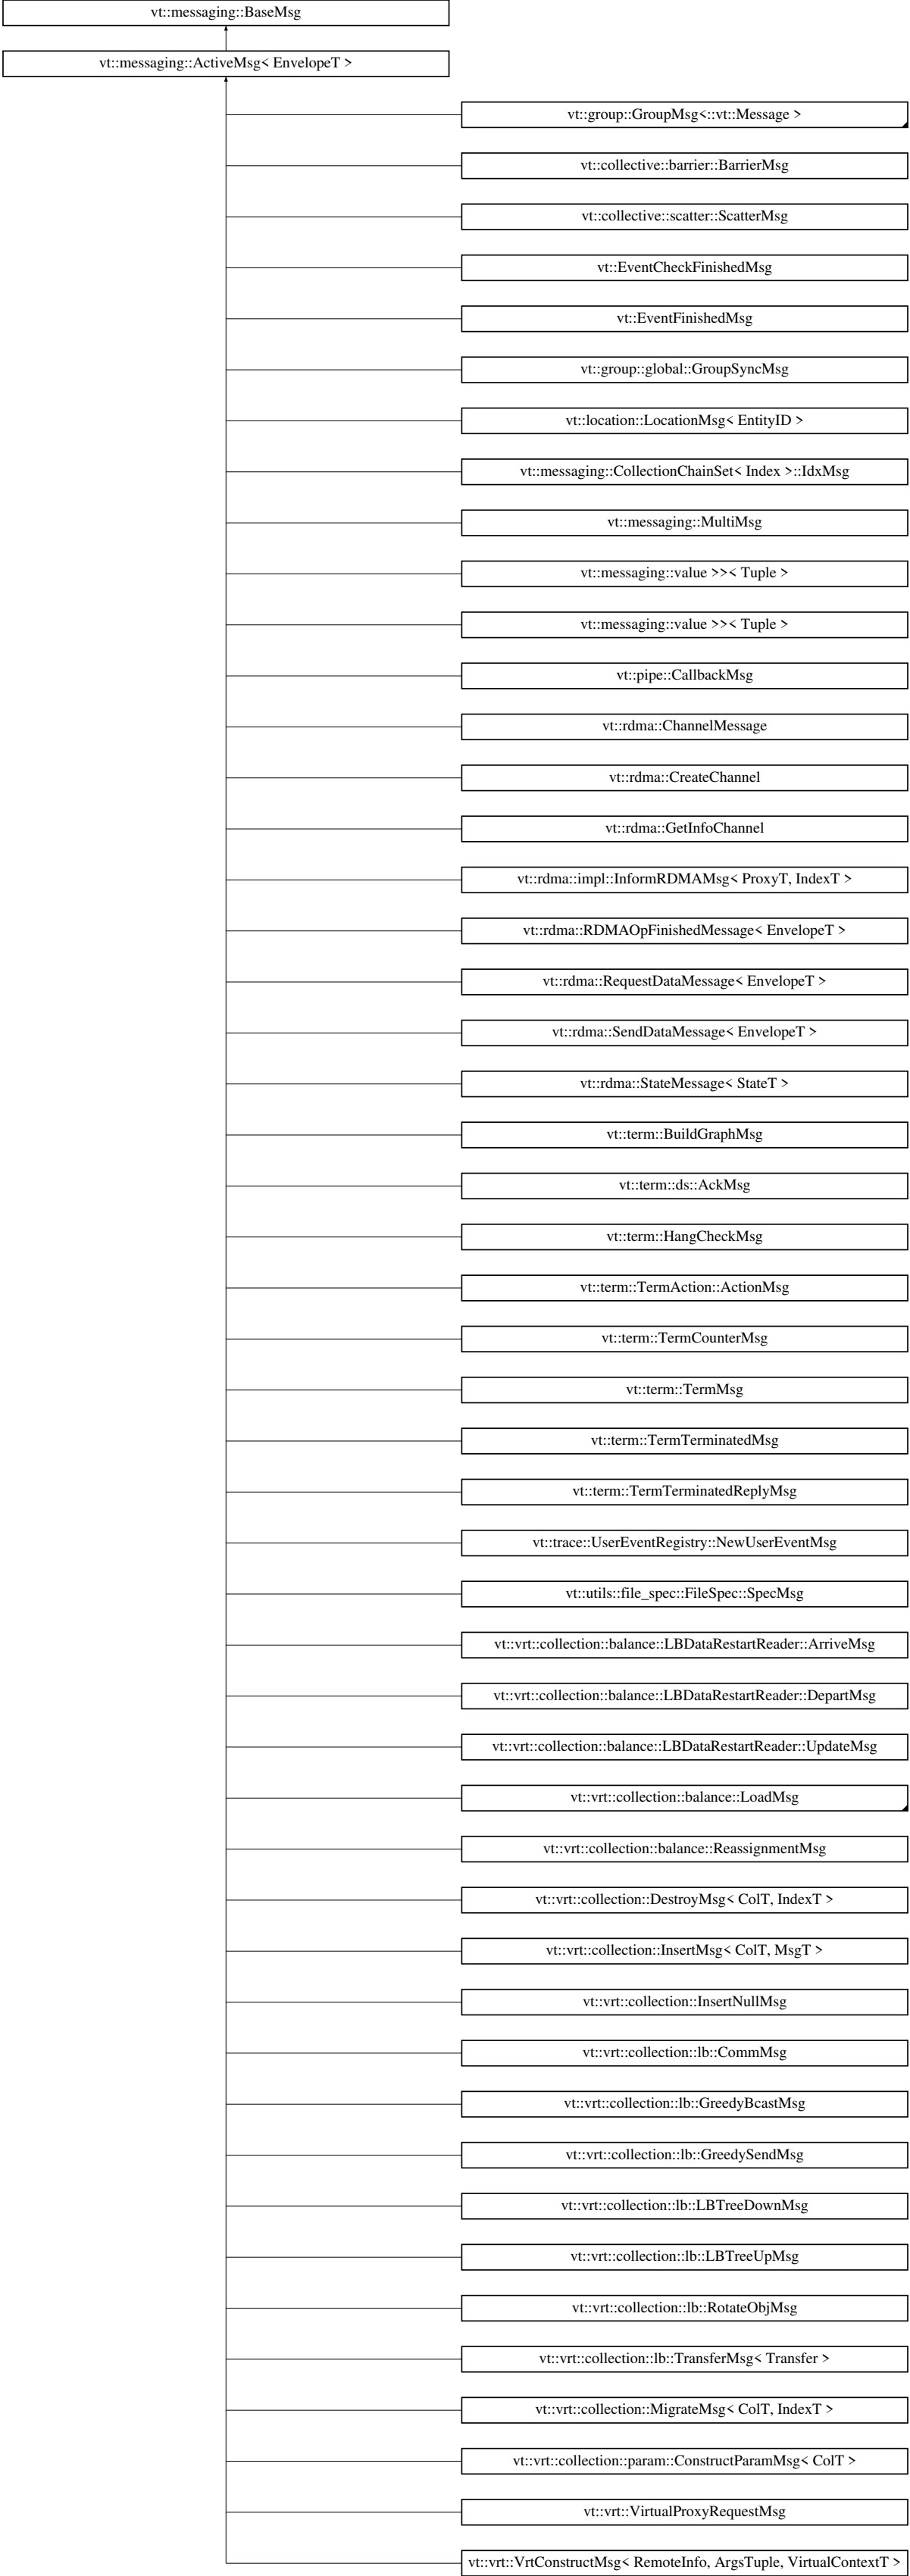 vt::messaging::BaseMsg
vt::messaging::ActiveMsg< EnvelopeT >
vt::group::GroupMsg<::vt::Message >
vt::collective::barrier::BarrierMsg
vt::collective::scatter::ScatterMsg
vt::EventCheckFinishedMsg
vt::EventFinishedMsg
vt::group::global::GroupSyncMsg
vt::location::LocationMsg< EntityID >
vt::messaging::CollectionChainSet< Index >::IdxMsg
vt::messaging::MultiMsg
vt::messaging::value >>< Tuple >
vt::messaging::value >>< Tuple >
vt::pipe::CallbackMsg
vt::rdma::ChannelMessage
vt::rdma::CreateChannel
vt::rdma::GetInfoChannel
vt::rdma::impl::InformRDMAMsg< ProxyT, IndexT >
vt::rdma::RDMAOpFinishedMessage< EnvelopeT >
vt::rdma::RequestDataMessage< EnvelopeT >
vt::rdma::SendDataMessage< EnvelopeT >
vt::rdma::StateMessage< StateT >
vt::term::BuildGraphMsg
vt::term::ds::AckMsg
vt::term::HangCheckMsg
vt::term::TermAction::ActionMsg
vt::term::TermCounterMsg
vt::term::TermMsg
vt::term::TermTerminatedMsg
vt::term::TermTerminatedReplyMsg
vt::trace::UserEventRegistry::NewUserEventMsg
vt::utils::file_spec::FileSpec::SpecMsg
vt::vrt::collection::balance::LBDataRestartReader::ArriveMsg
vt::vrt::collection::balance::LBDataRestartReader::DepartMsg
vt::vrt::collection::balance::LBDataRestartReader::UpdateMsg
vt::vrt::collection::balance::LoadMsg
vt::vrt::collection::balance::ReassignmentMsg
vt::vrt::collection::DestroyMsg< ColT, IndexT >
vt::vrt::collection::InsertMsg< ColT, MsgT >
vt::vrt::collection::InsertNullMsg
vt::vrt::collection::lb::CommMsg
vt::vrt::collection::lb::GreedyBcastMsg
vt::vrt::collection::lb::GreedySendMsg
vt::vrt::collection::lb::LBTreeDownMsg
vt::vrt::collection::lb::LBTreeUpMsg
vt::vrt::collection::lb::RotateObjMsg
vt::vrt::collection::lb::TransferMsg< Transfer >
vt::vrt::collection::MigrateMsg< ColT, IndexT >
vt::vrt::collection::param::ConstructParamMsg< ColT >
vt::vrt::VirtualProxyRequestMsg
vt::vrt::VrtConstructMsg< RemoteInfo, ArgsTuple, VirtualContextT >